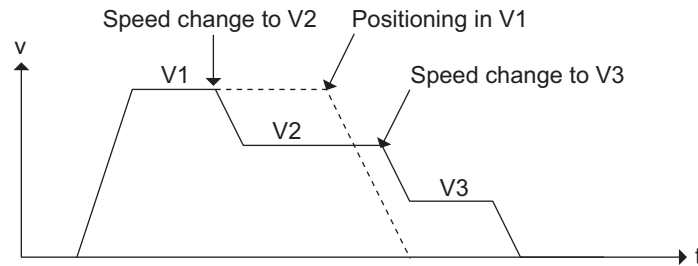 Speed change to V2
Positioning in V1
v
V1
Speed change to V3
V2
V3
t